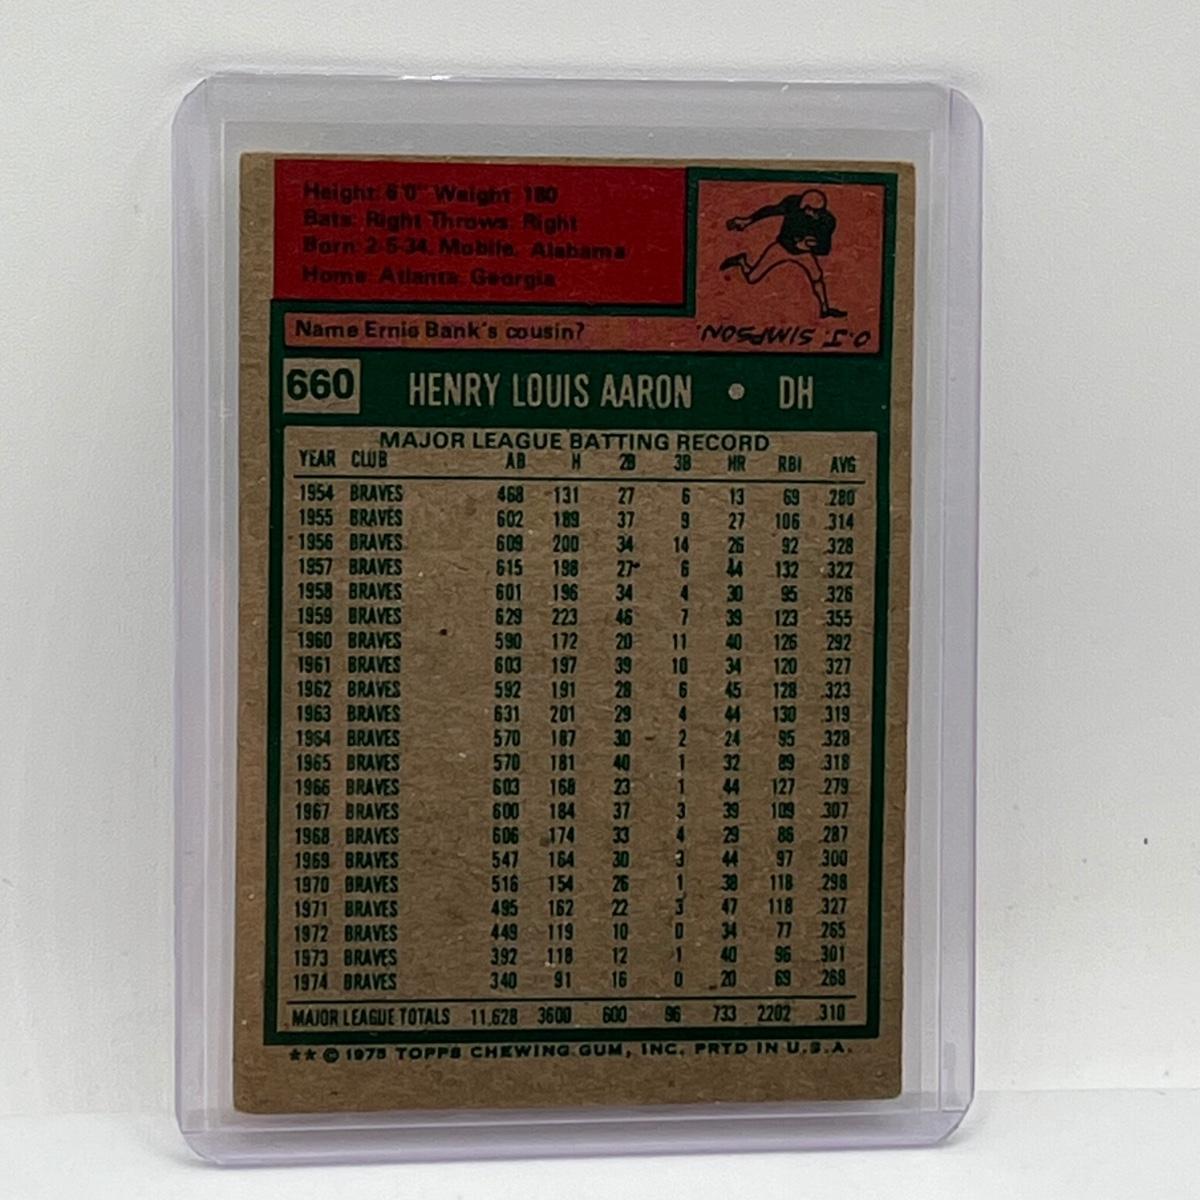 Height: 6'0" Weight: 180
Bats: Right Throws: Right
Born: 2-5-34, Mobile, Alabama
Home: Atlanta, Georgia
Name Ernie Bank's cousin?
O.J. SIMPSON.
660 HENRY LOUIS AARON • DH
MAJOR LEAGUE BATTING RECORD
YEAR CLUB AB H 2B 3B HR RBI AVG
1954 BRAVES 468 131 27 6 13 69 .280
1955 BRAVES 602 189 37 9 27 106 .314
1956 BRAVES 609 200 34 14 26 92 .328
1957 BRAVES 615 198 27 6 44 132 .322
1958 BRAVES 601 196 34 4 30 95 .326
1959 BRAVES 629 223 46 7 39 123 .355
1960 BRAVES 590 172 20 11 40 126 .292
1961 BRAVES 603 197 39 10 34 120 .327
1962 BRAVES 592 191 28 6 45 128 .323
1963 BRAVES 631 201 29 4 44 130 .319
1964 BRAVES 570 187 30 2 24 95 .328
1965 BRAVES 570 181 40 1 32 89 .318
1966 BRAVES 603 168 23 1 44 127 .279
1967 BRAVES 600 184 37 3 39 109 .307
1968 BRAVES 606 174 33 4 29 86 .287
1969 BRAVES 547 164 30 3 44 97 .300
1970 BRAVES 516 154 26 1 38 118 .298
1971 BRAVES 495 162 22 3 47 118 .327
1972 BRAVES 449 119 10 0 34 77 .265
1973 BRAVES 392 118 12 1 40 96 .301
1974 BRAVES 340 91 16 0 20 69 .268
MAJOR LEAGUE TOTALS 11,628 3600 600 96 733 2202 .310
** © 1975 TOPPS CHEWING GUM, INC. PRTD IN U.S.A.